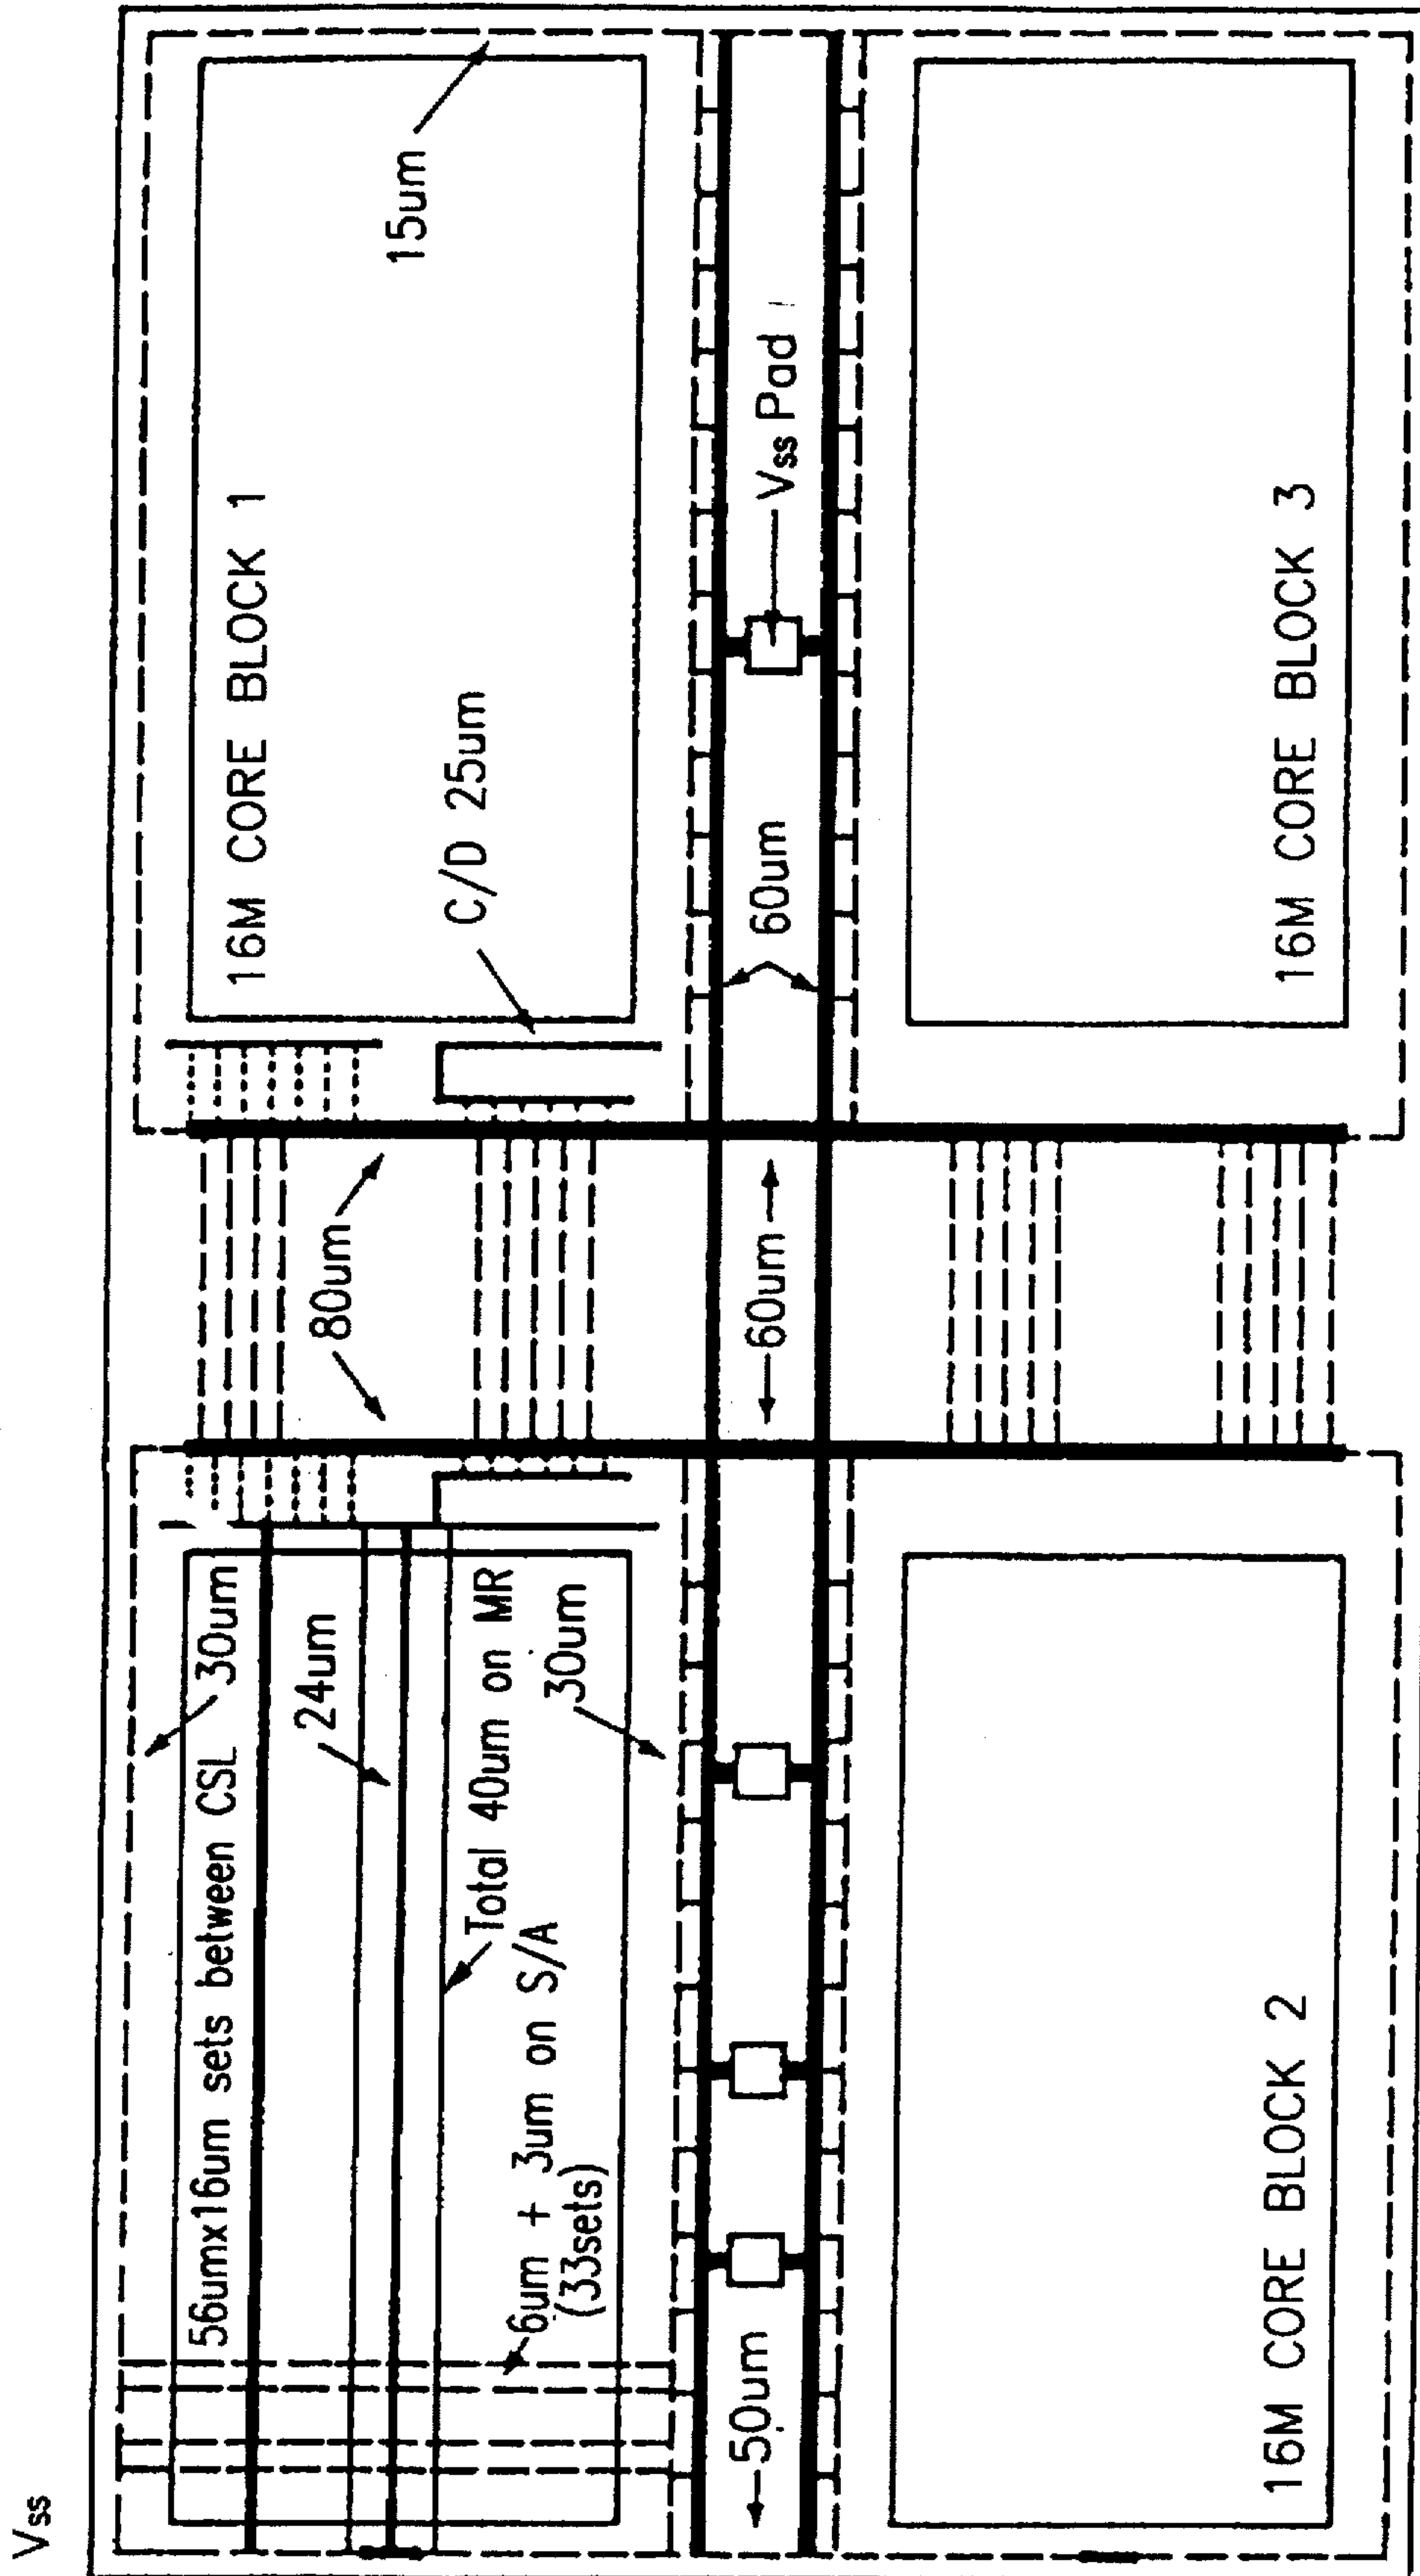 Vss
56umx16um sets between CSL
30um
24um
Total 40um on MR
6um + 3um on S/A
(33sets)
30um
80um
16M CORE BLOCK 1
C/D 25um
15um
50um
60um
60um
Vss Pad
16M CORE BLOCK 2
16M CORE BLOCK 3